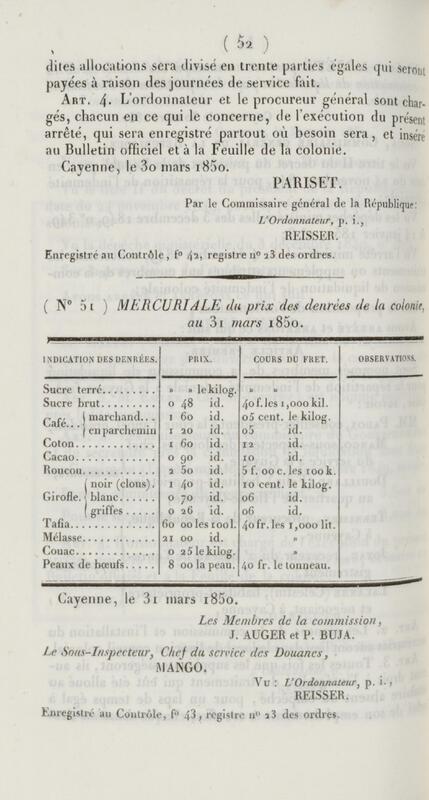 ( 52 )
dites allocations sera divisé en trente parties égales qui seront
payées à raison des journées de service fait.
ART. 4. L'ordonnateur et le procureur général sont char-
gés, chacun en ce qui le concerne, de l'exécution du présent
arrêté, qui sera enregistré partout où besoin sera, et inséré
au Bulletin officiel et à la Feuille de la colonie.
Cayenne, le 30 mars 1850.
PARISET.
Par le Commissaire général de la République:
L'Ordonnateur, p. i.,
REISSER.
Enregistré au Contrôle, f° 42, registre n° 23 des ordres.
( N° 51 ) MERCURIALE du prix des denrées de la colonie,
au 31 mars 1850.
INDICATION DES DENRÉES. PRIX. COURS DU FRET. OBSERVATIONS.
Sucre terré......... » » le kilog. » »
Sucre brut......... 0 48 id. 40 f. les 1,000 kil.
Café... { marchand... 1 60 id. 05 cent. le kilog.
{ en parchemin 1 20 id. 05 id.
Coton............. 1 60 id. 12 id.
Cacao............. 0 90 id. 10 id.
Roucou............ 2 50 id. 5 f. 00 c. les 100 k.
Girofle. { noir (clous). 1 40 id. 10 cent. le kilog.
{ blanc...... 0 70 id. 06 id.
{ griffes..... 0 26 id. 06 id.
Tafia............. 60 00 les 100 l. 40 fr. les 1,000 lit.
Mélasse........... 21 00 id. »
Couac............. 0 25 le kilog. »
Peaux de bœufs..... 8 00 la peau. 40 fr. le tonneau.
Cayenne, le 31 mars 1850.
Les Membres de la commission,
J. AUGER et P. BUJA.
Le Sous-Inspecteur, Chef du service des Douanes,
MANGO.
VU : L'Ordonnateur, p. i.,
REISSER.
Enregistré au Contrôle, f° 43, registre n° 23 des ordres.